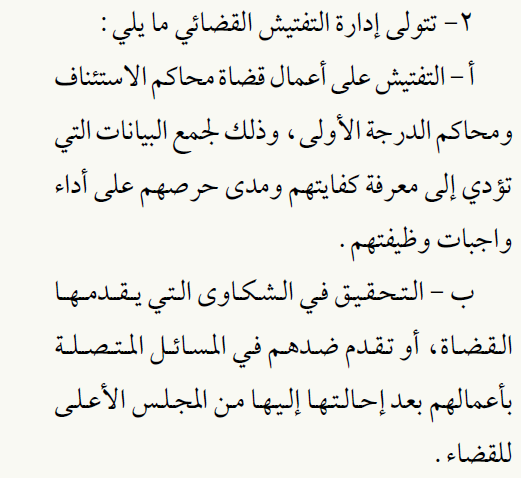 ٢– تتولى إدارة التفتيش القضائي ما يلي :
أ – التفتيش على أعمال قضاة محاكم الاستئناف
ومحاكم الدرجة الأولى ، وذلك لجمع البيانات التي
تؤدي إلى معرفة كفايتهم ومدى حرصهم على أداء
واجبات وظيفتهم .
ب – التحقيق في الشكاوى التي يقدمها
القضاة، أو تقدم ضدهم في المسائل المتصلة
بأعمالهم بعد إحالتها إليها من المجلس الأعلى
للقضاء .